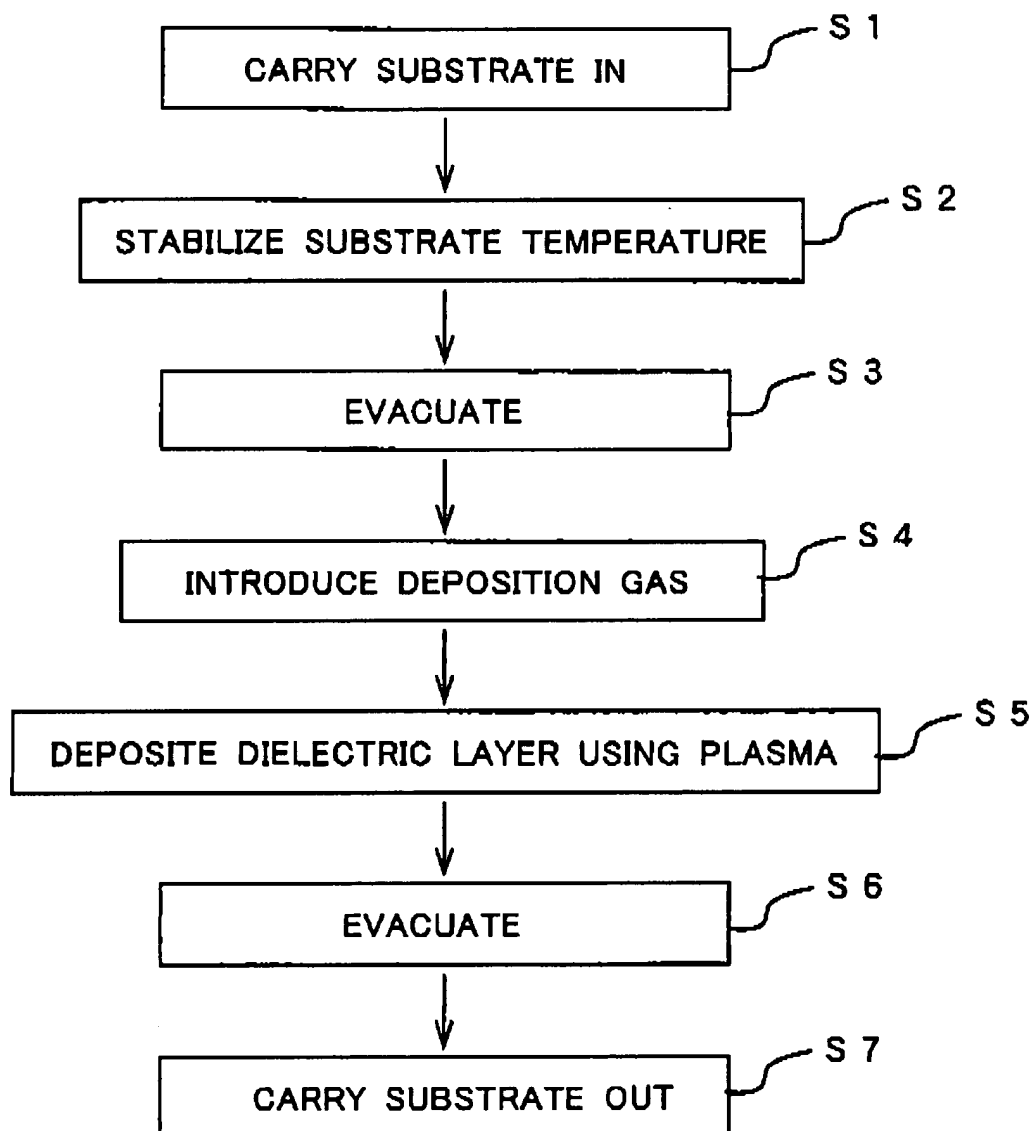 S 1
CARRY SUBSTRATE IN
S 2
STABILIZE SUBSTRATE TEMPERATURE
S 3
EVACUATE
S 4
INTRODUCE DEPOSITION GAS
S 5
DEPOSITE DIELECTRIC LAYER USING PLASMA
S 6
EVACUATE
S 7
CARRY SUBSTRATE OUT